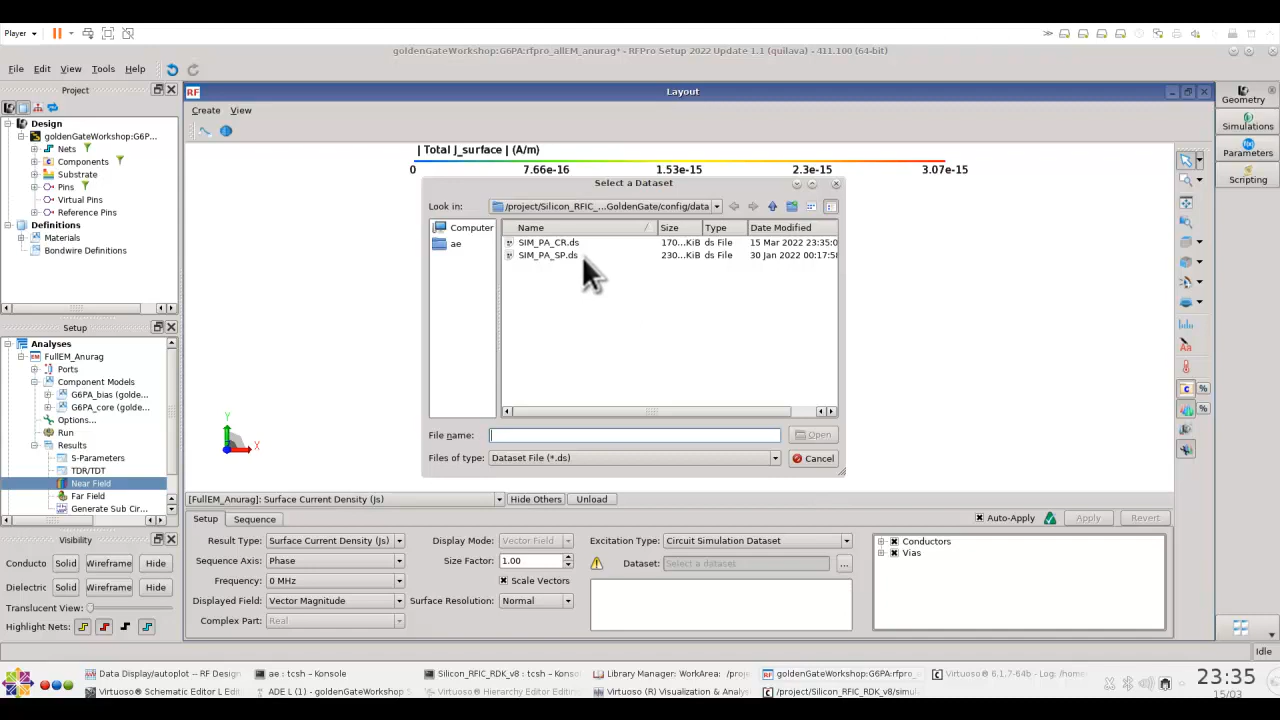 Player
goldenGateWorkshop:G6PA:rfpro_allEM_anurag* - RFPro Setup 2022 Update 1.1 (quilava) - 411.100 (64-bit)
File Edit View Tools Help
Project
Design
goldenGateWorkshop:G6P...
Nets
Components
Substrate
Pins
Virtual Pins
Reference Pins
Definitions
Materials
Bondwire Definitions
Setup
Analyses
FullEM_Anurag
Ports
Component Models
G6PA_bias (golde...
G6PA_core (golde...
Options...
Run
Results
S-Parameters
TDR/TDT
Near Field
Far Field
Generate Sub Cir...
Visibility
Conducto Solid Wireframe Hide
Dielectric Solid Wireframe Hide
Translucent View:
Highlight Nets:
RF Layout
Create View
| Total J_surface | (A/m)
0 7.66e-16 1.53e-15 2.3e-15 3.07e-15
Y
X
Select a Dataset
Look in: /project/Silicon_RFIC_...GoldenGate/config/data
Computer
ae
Name Size Type Date Modified
SIM_PA_CR.ds 170...KiB ds File 15 Mar 2022 23:35:0
SIM_PA_SP.ds 230...KiB ds File 30 Jan 2022 00:17:58
File name: Open
Files of type: Dataset File (*.ds) Cancel
[FullEM_Anurag]: Surface Current Density (Js) Hide Others Unload
Setup Sequence Auto-Apply Apply Revert
Result Type: Surface Current Density (Js) Display Mode: Vector Field Excitation Type: Circuit Simulation Dataset
Sequence Axis: Phase Size Factor: 1.00 Dataset: Select a dataset ...
Frequency: 0 MHz Scale Vectors
Displayed Field: Vector Magnitude Surface Resolution: Normal
Complex Part: Real
Conductors
Vias
Geometry
Simulations
Parameters
Scripting
Idle
Data Display/autoplot -- RF Design ae : tcsh – Konsole Silicon_RFIC_RDK_v8 : tcsh – Konso Library Manager: WorkArea: /proj goldenGateWorkshop:G6PA:rfpro_ Virtuoso® 6.1.7-64b - Log: /home
Virtuoso® Schematic Editor L Edit ADE L (1) - goldenGateWorkshop Virtuoso® Hierarchy Editor Editing Virtuoso (R) Visualization & Analy /project/Silicon_RFIC_RDK_v8/simul
23:35
15/03